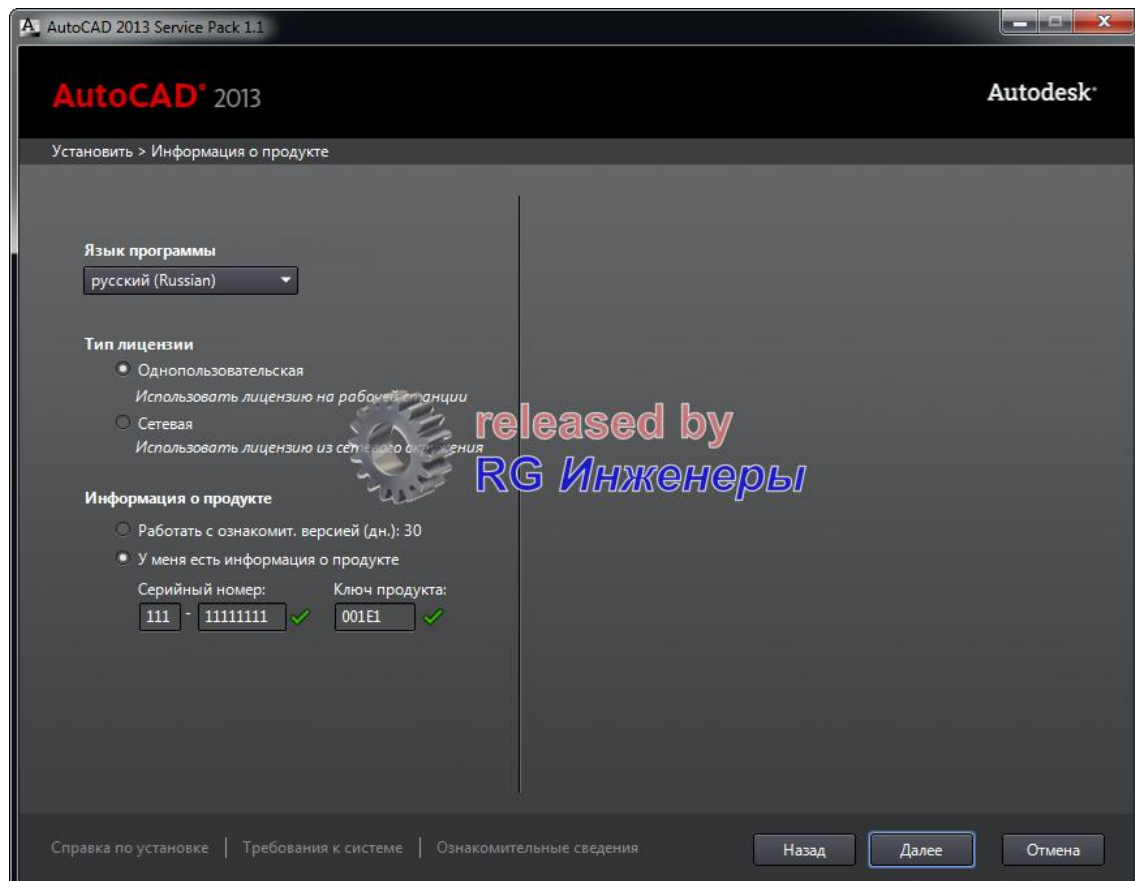 AutoCAD 2013 Service Pack 1.1
AutoCAD® 2013
Autodesk®
Установить > Информация о продукте
Язык программы
русский (Russian)
Тип лицензии
Однопользовательская
Использовать лицензию на рабочей станции
Сетевая
Использовать лицензию из сетевого окружения
released by
RG Инженеры
Информация о продукте
Работать с ознакомит. версией (дн.): 30
У меня есть информация о продукте
Серийный номер: Ключ продукта:
111 - 11111111 001E1
Справка по установке | Требования к системе | Ознакомительные сведения
Назад Далее Отмена